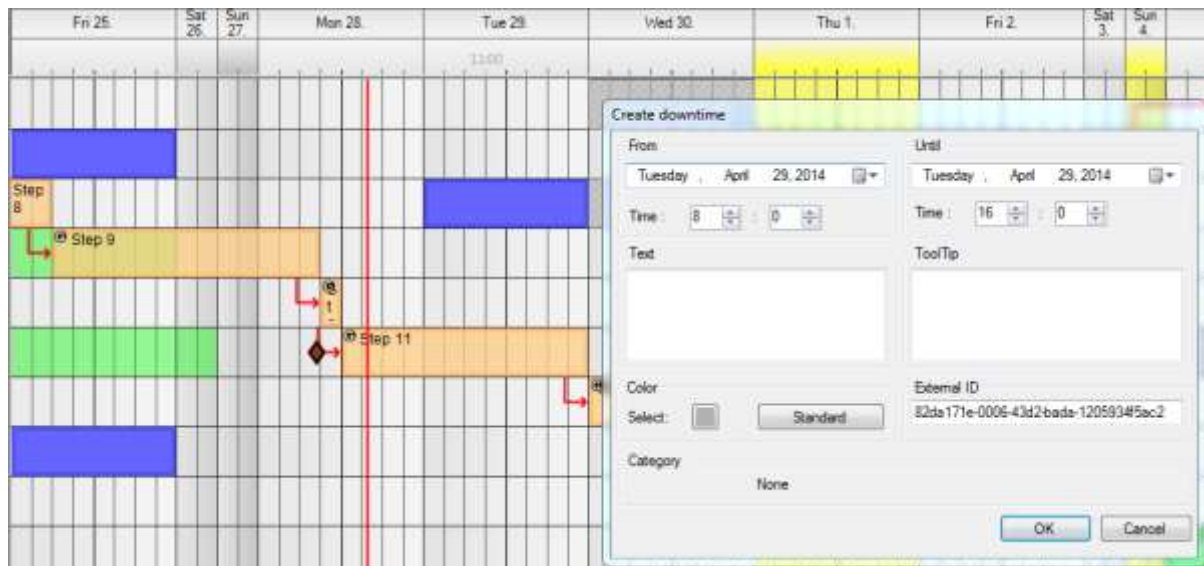 Fri 25. Sat 26. Sun 27. Mon 28. Tue 29. Wed 30. Thu 1. Fri 2. Sat 3. Sun 4.
1100
Create downtime
From Until
Tuesday , April 29, 2014 Tuesday , April 29, 2014
Time : 8 : 0 Time : 16 : 0
Step 8
Step 9
Text ToolTip
1
Step 11
Color External ID
Select: Standard 82da171e-0006-43d2-bada-1205934f5ac2
Category
None
OK Cancel